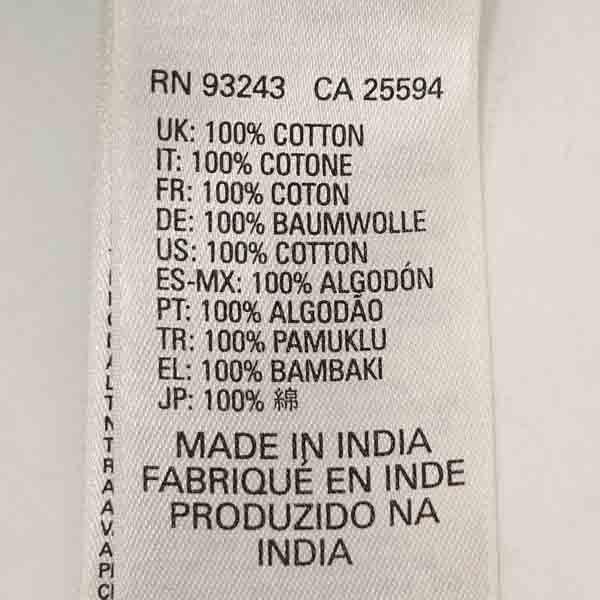 RN 93243 CA 25594
UK: 100% COTTON
IT: 100% COTONE
FR: 100% COTON
DE: 100% BAUMWOLLE
US: 100% COTTON
ES-MX: 100% ALGODÓN
PT: 100% ALGODÃO
TR: 100% PAMUKLU
EL: 100% BAMBAKI
JP: 100% 綿
MADE IN INDIA
FABRIQUÉ EN INDE
PRODUZIDO NA
INDIA